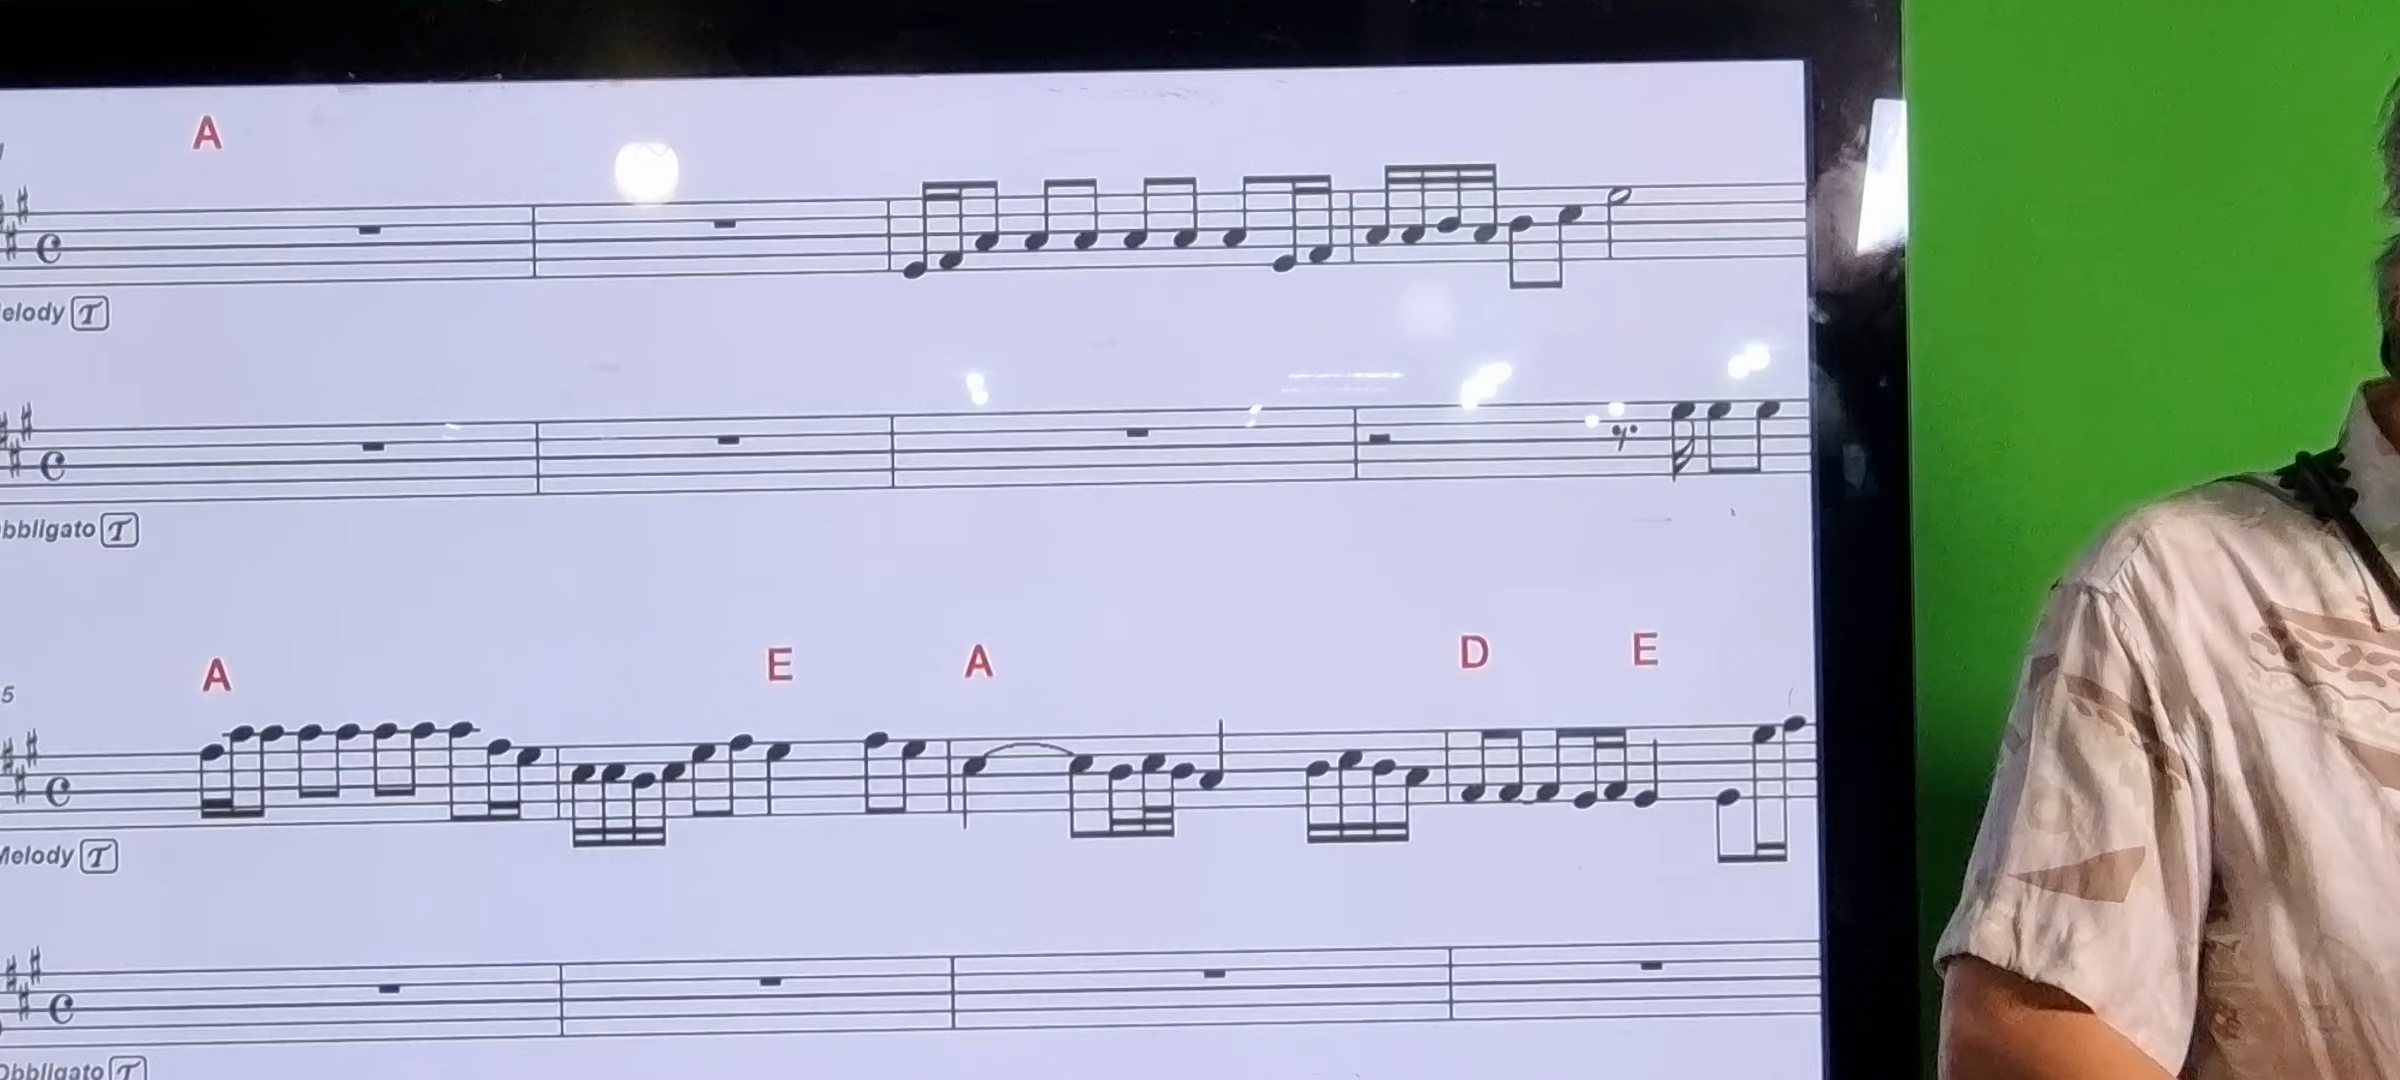 A
elody T
bbligato T
A E A D E
5
Melody T
Obbligato T